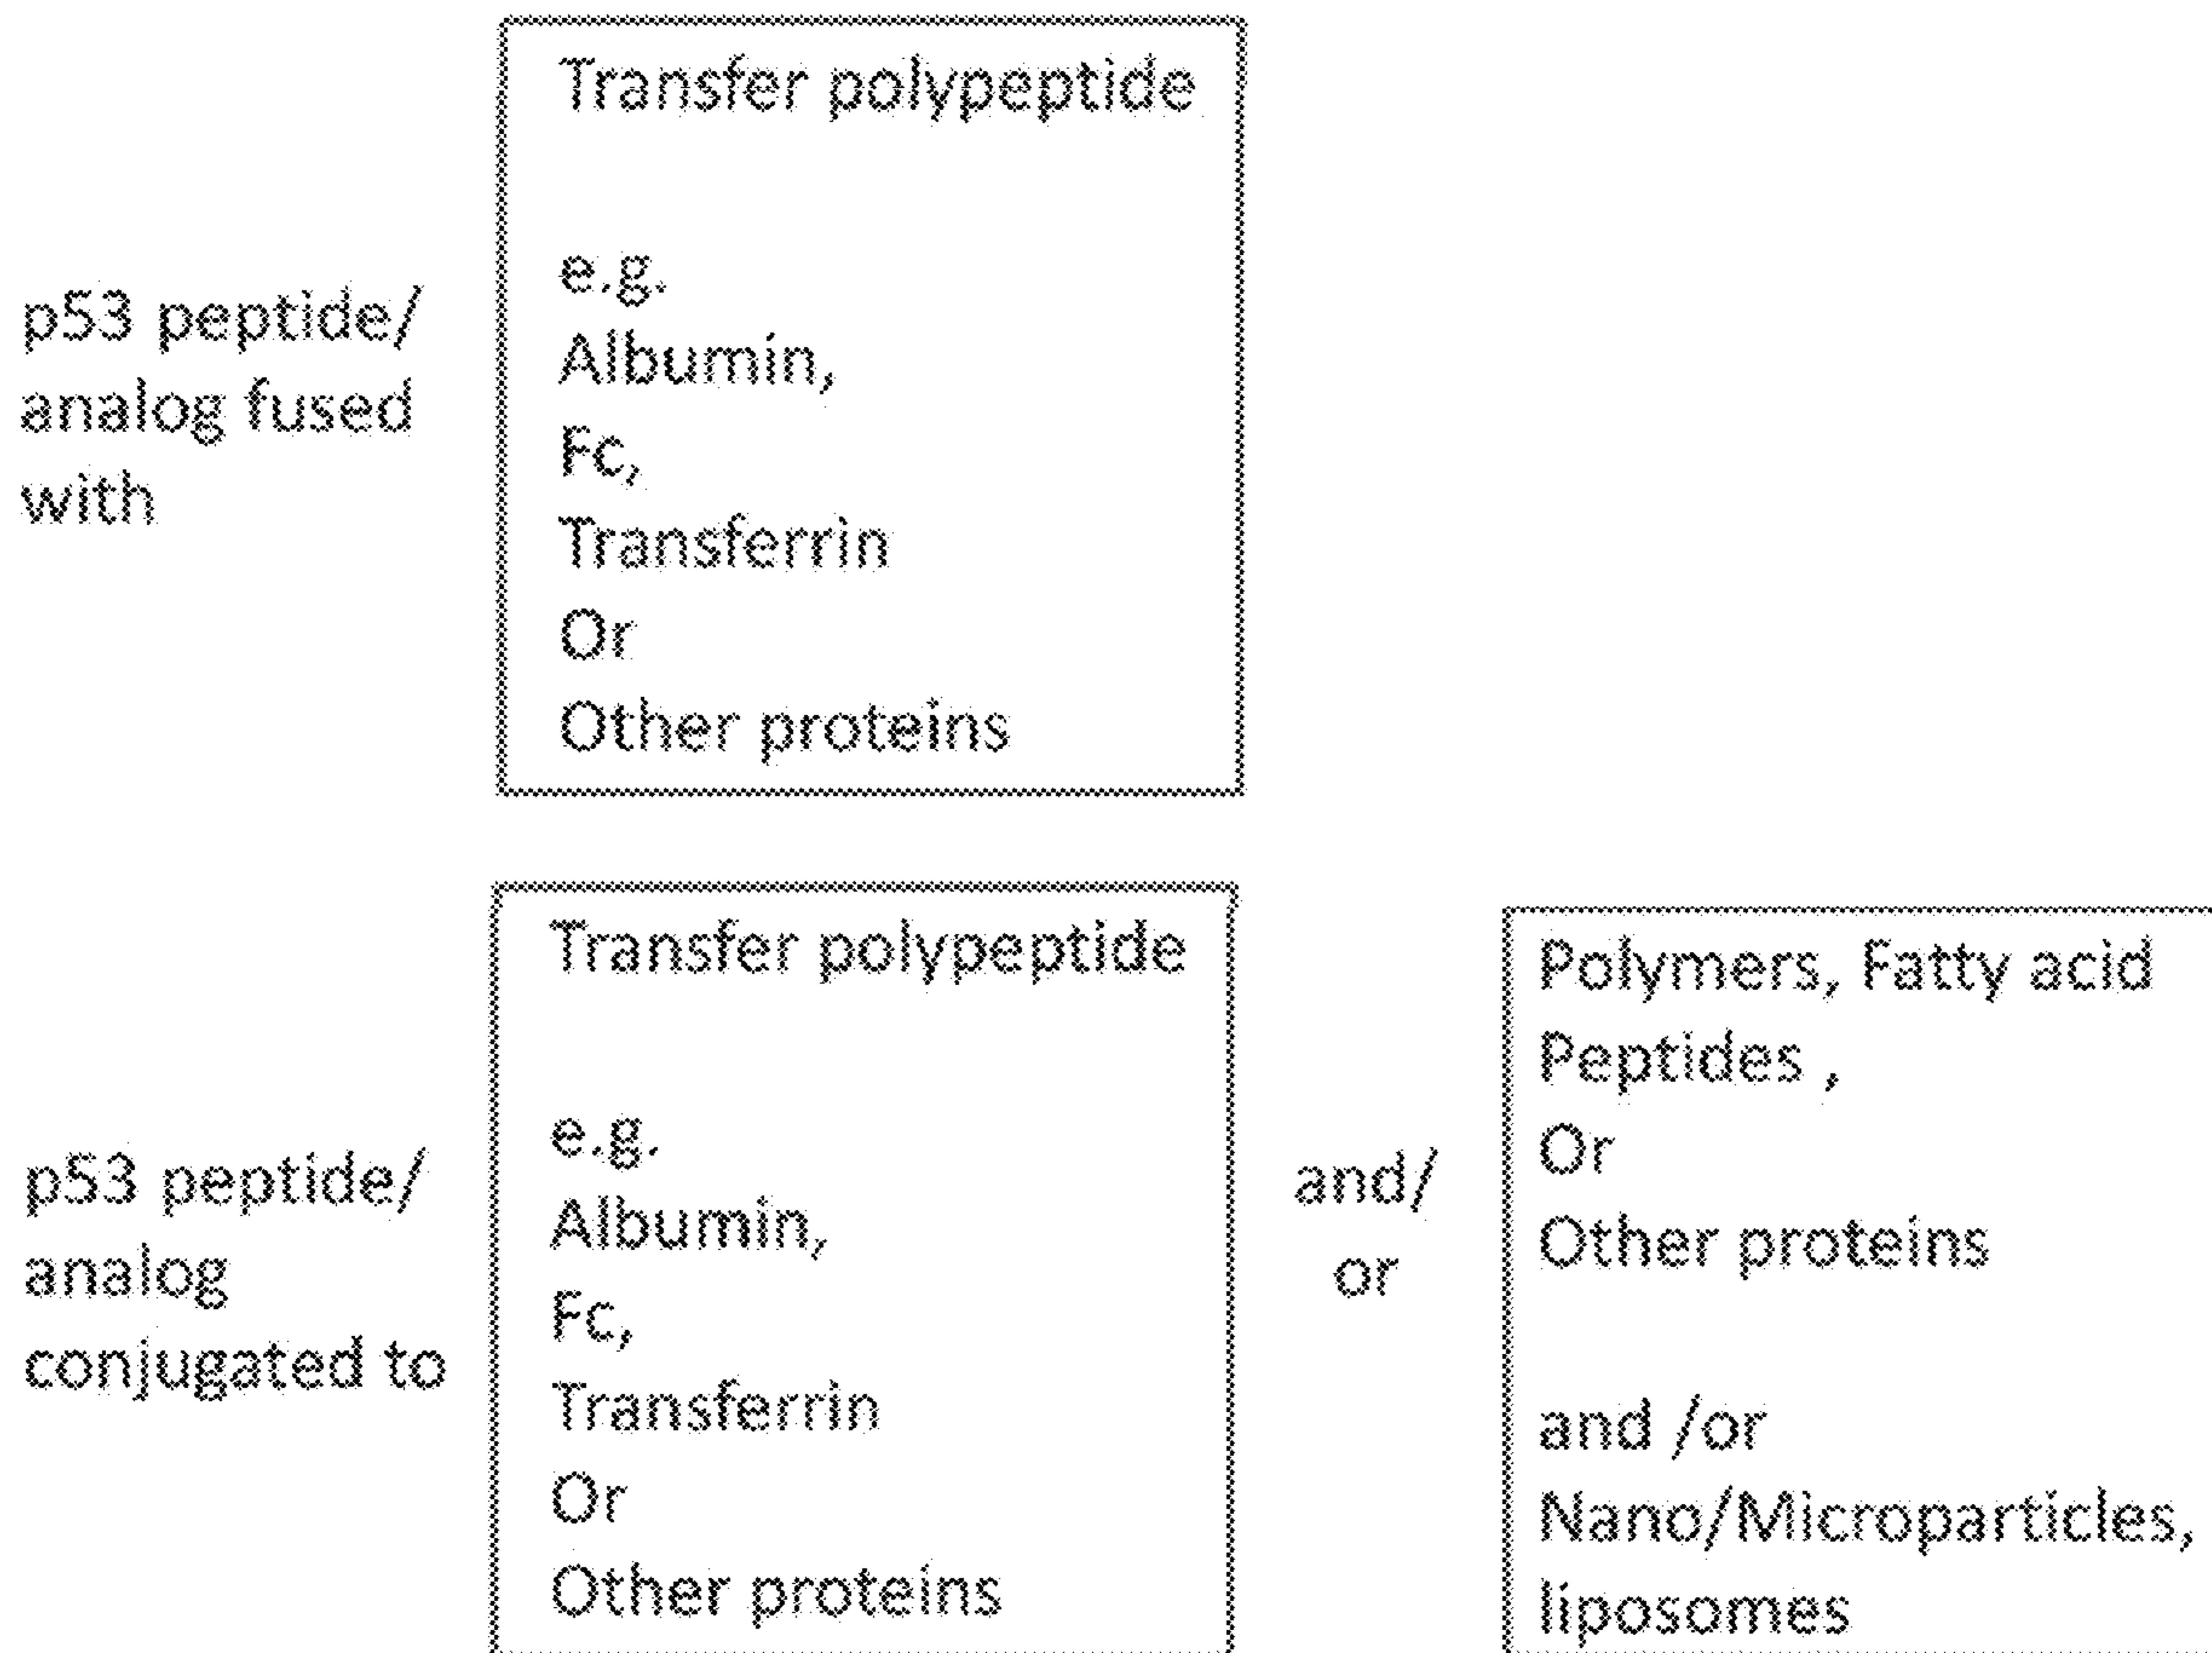 p53 peptide/
analog fused
with
Transfer polypeptide
e.g.
Albumin,
Fc,
Transferrin
Or
Other proteins
p53 peptide/
analog
conjugated to
Transfer polypeptide
e.g.
Albumin,
Fc,
Transferrin
Or
Other proteins
and/
or
Polymers, Fatty acid
Peptides ,
Or
Other proteins
and /or
Nano/Microparticles,
liposomes